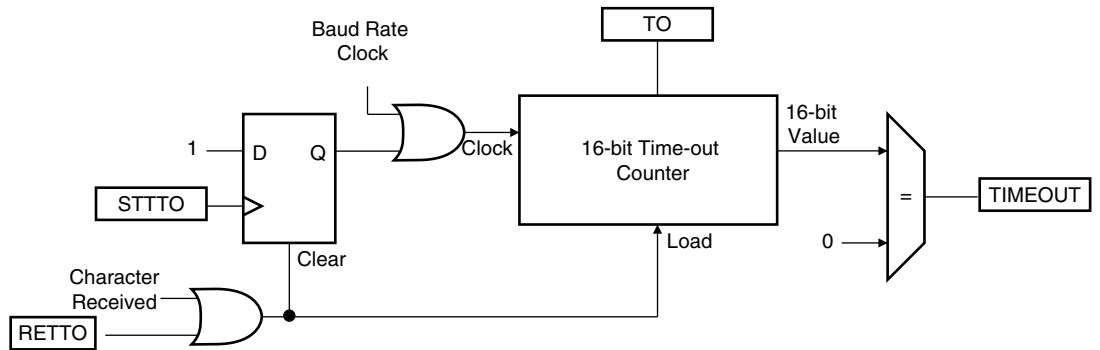 TO
Baud Rate
Clock
16-bit
Value
1
D
Q
Clock
16-bit Time-out
Counter
STTTO
=
TIMEOUT
0
Load
Clear
Character
Received
RETTO